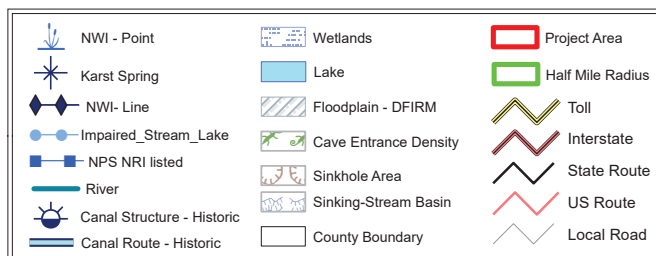 NWI - Point
Karst Spring
NWI- Line
Impaired_Stream_Lake
NPS NRI listed
River
Canal Structure - Historic
Canal Route - Historic
Wetlands
Lake
Floodplain - DFIRM
Cave Entrance Density
Sinkhole Area
Sinking-Stream Basin
County Boundary
Project Area
Half Mile Radius
Toll
Interstate
State Route
US Route
Local Road